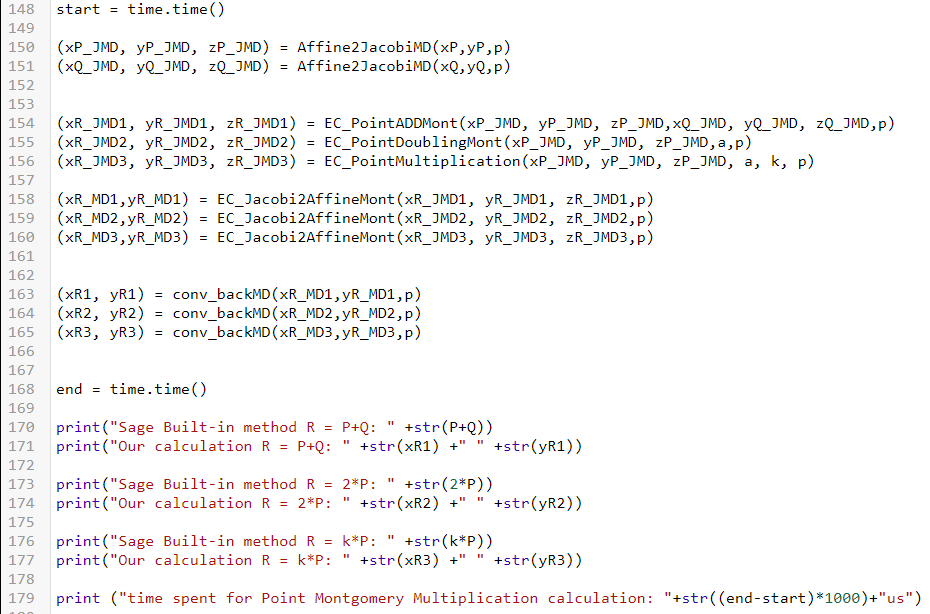 148 start = time.time()
149
150 (xP_JMD, yP_JMD, zP_JMD) = Affine2JacobiMD(xP,yP,p)
151 (xQ_JMD, yQ_JMD, zQ_JMD) = Affine2JacobiMD(xQ,yQ,p)
152
153
154 (xR_JMD1, yR_JMD1, zR_JMD1) = EC_PointADDMont(xP_JMD, yP_JMD, zP_JMD,xQ_JMD, yQ_JMD, zQ_JMD,p)
155 (xR_JMD2, yR_JMD2, zR_JMD2) = EC_PointDoublingMont(xP_JMD, yP_JMD, zP_JMD,a,p)
156 (xR_JMD3, yR_JMD3, zR_JMD3) = EC_PointMultiplication(xP_JMD, yP_JMD, zP_JMD, a, k, p)
157
158 (xR_MD1,yR_MD1) = EC_Jacobi2AffineMont(xR_JMD1, yR_JMD1, zR_JMD1,p)
159 (xR_MD2,yR_MD2) = EC_Jacobi2AffineMont(xR_JMD2, yR_JMD2, zR_JMD2,p)
160 (xR_MD3,yR_MD3) = EC_Jacobi2AffineMont(xR_JMD3, yR_JMD3, zR_JMD3,p)
161
162
163 (xR1, yR1) = conv_backMD(xR_MD1,yR_MD1,p)
164 (xR2, yR2) = conv_backMD(xR_MD2,yR_MD2,p)
165 (xR3, yR3) = conv_backMD(xR_MD3,yR_MD3,p)
166
167
168 end = time.time()
169
170 print("Sage Built-in method R = P+Q: " +str(P+Q))
171 print("Our calculation R = P+Q: " +str(xR1) +" " +str(yR1))
172
173 print("Sage Built-in method R = 2*P: " +str(2*P))
174 print("Our calculation R = 2*P: " +str(xR2) +" " +str(yR2))
175
176 print("Sage Built-in method R = k*P: " +str(k*P))
177 print("Our calculation R = k*P: " +str(xR3) +" " +str(yR3))
178
179 print ("time spent for Point Montgomery Multiplication calculation: "+str((end-start)*1000)+"us")